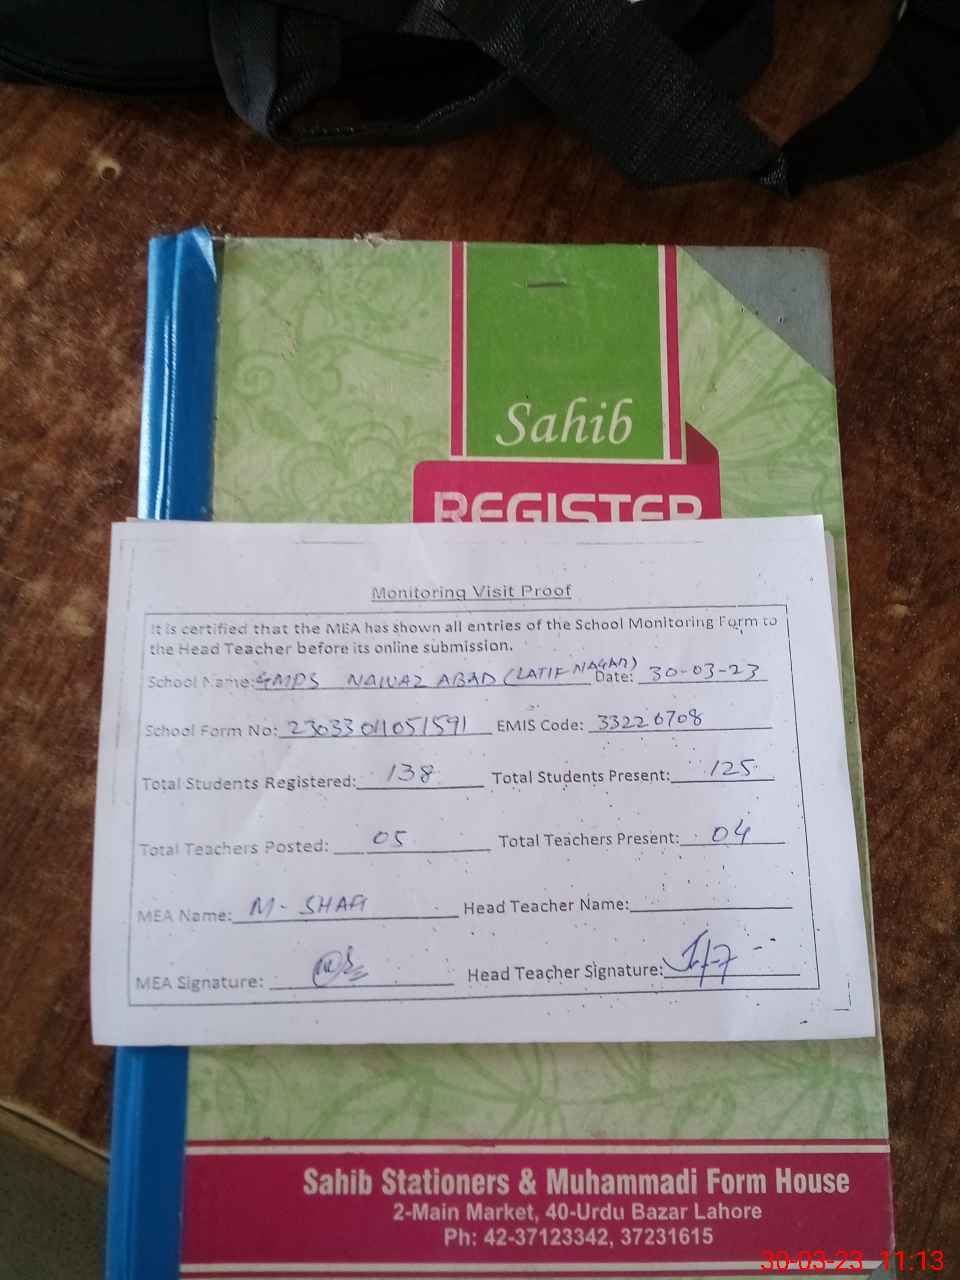 Sahib
REGISTER
Monitoring Visit Proof
It is certified that the MEA has shown all entries of the School Monitoring Form to
the Head Teacher before its online submission.
School Name: GMPS NAWAZ ABAD (LATIF NAGAR) Date: 30-03-23
School Form No: 23033011051591 EMIS Code: 33226708
Total Students Registered: 138 Total Students Present: 125
Total Teachers Posted: 05 Total Teachers Present: 04
MEA Name: M- SHAFI Head Teacher Name:
MEA Signature: Head Teacher Signature:
Sahib Stationers & Muhammadi Form House
2-Main Market, 40-Urdu Bazar Lahore
Ph: 42-37123342, 37231615
30-03-23 11:13